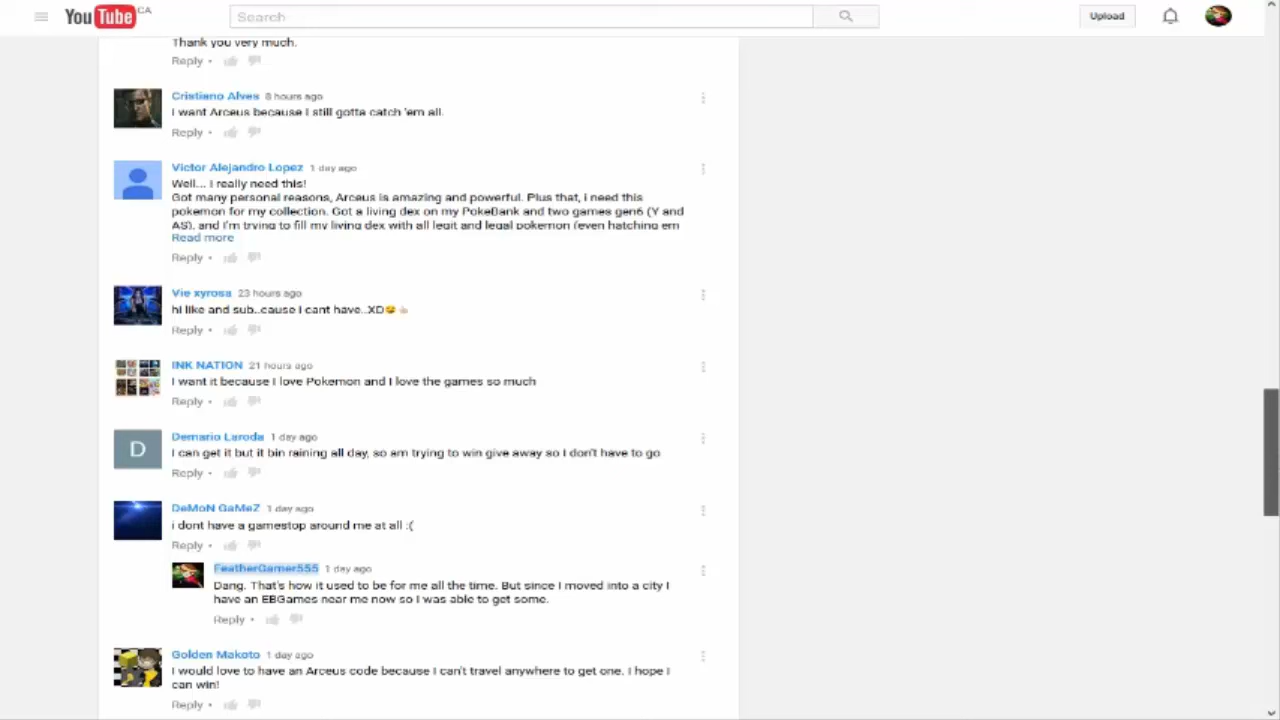 YouTube CA
Search
Upload
Thank you very much.
Reply •
Cristiano Alves 8 hours ago
I want Arceus because I still gotta catch 'em all.
Reply •
Victor Alejandro Lopez 1 day ago
Well... I really need this!
Got many personal reasons, Arceus is amazing and powerful. Plus that, i need this
pokemon for my collection. Got a living dex on my PokeBank and two games gen6 (Y and
AS), and I'm trying to fill my living dex with all legit and legal pokemon (even hatching em
Read more
Reply •
Vie xyrosa 23 hours ago
hi like and sub..cause I cant have..XD😂👍
Reply •
INK NATION 21 hours ago
I want it because I love Pokemon and I love the games so much
Reply •
D
Demario Laroda 1 day ago
I can get it but it bin raining all day, so am trying to win give away so I don't have to go
Reply •
DeMoN GaMeZ 1 day ago
i dont have a gamestop around me at all :(
Reply •
FeatherGamer555 1 day ago
Dang. That's how it used to be for me all the time. But since I moved into a city I
have an EBGames near me now so I was able to get some.
Reply •
Golden Makoto 1 day ago
I would love to have an Arceus code because I can't travel anywhere to get one. I hope I
can win!
Reply •